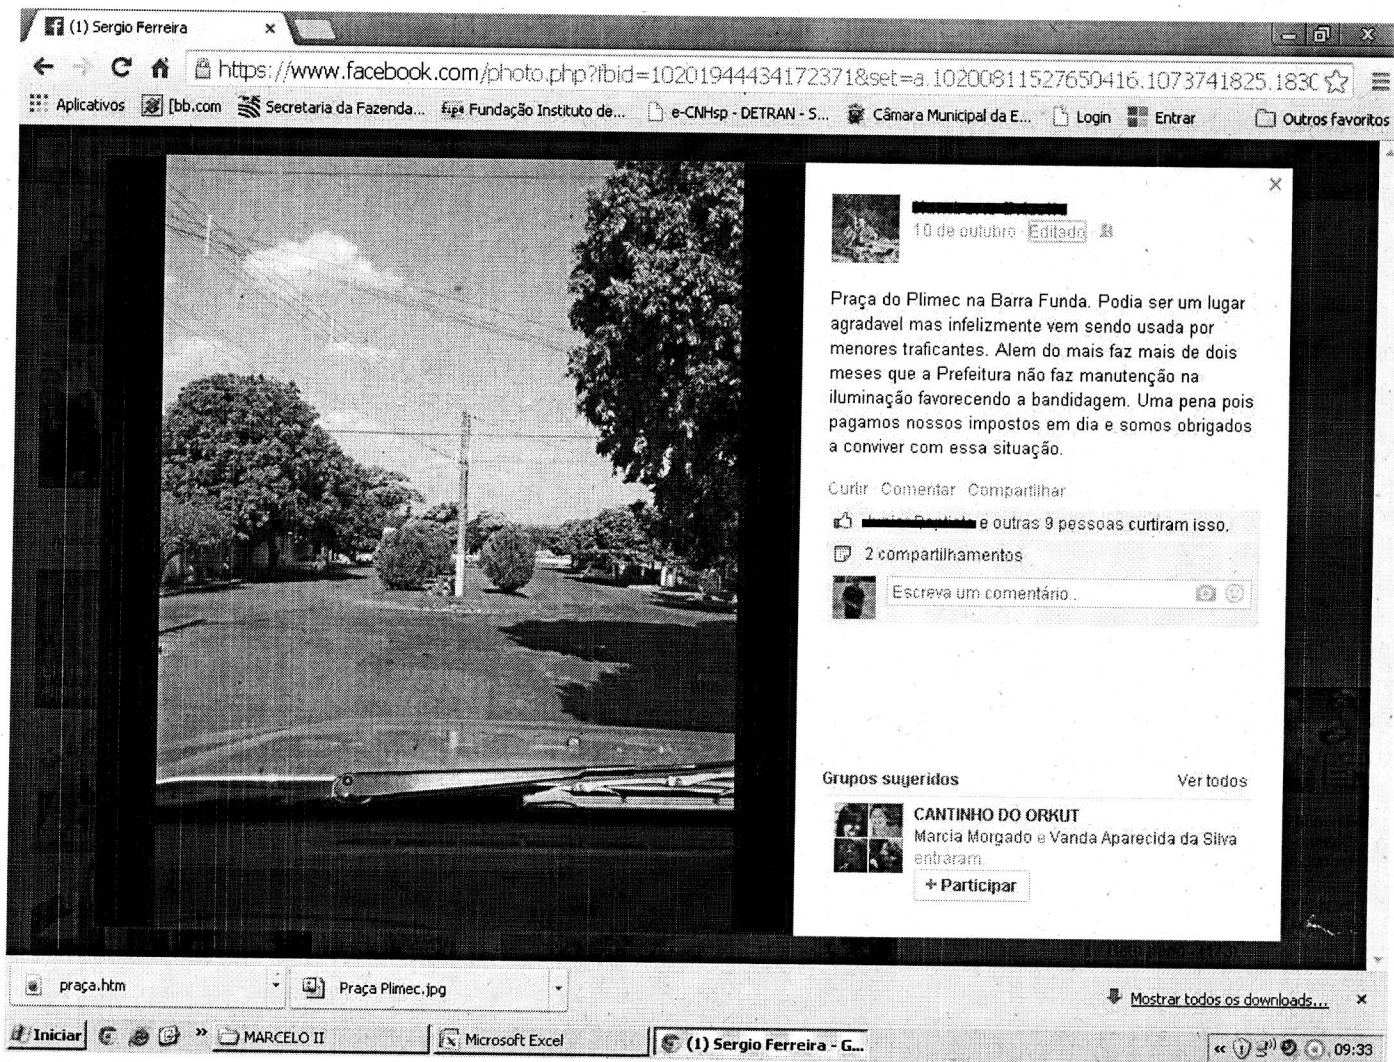 (1) Sergio Ferreira
https://www.facebook.com/photo.php?fbid=10201944434172371&set=a.10200811527650416.1073741825.183C
Aplicativos [bb.com Secretaria da Fazenda... fipe Fundação Instituto de... e-CNHsp - DETRAN - S... Câmara Municipal da E... Login Entrar Outros favoritos
10 de outubro · Editado
Praça do Plimec na Barra Funda. Podia ser um lugar
agradavel mas infelizmente vem sendo usada por
menores traficantes. Alem do mais faz mais de dois
meses que a Prefeitura não faz manutenção na
iluminação favorecendo a bandidagem. Uma pena pois
pagamos nossos impostos em dia e somos obrigados
a conviver com essa situação.
Curtir · Comentar · Compartilhar
e outras 9 pessoas curtiram isso.
2 compartilhamentos
Escreva um comentário...
Grupos sugeridos Ver todos
CANTINHO DO ORKUT
Marcia Morgado e Vanda Aparecida da Silva
entraram.
+ Participar
praça.htm Praça Plimec.jpg Mostrar todos os downloads...
Iniciar » MARCELO II Microsoft Excel (1) Sergio Ferreira - G... « 09:33